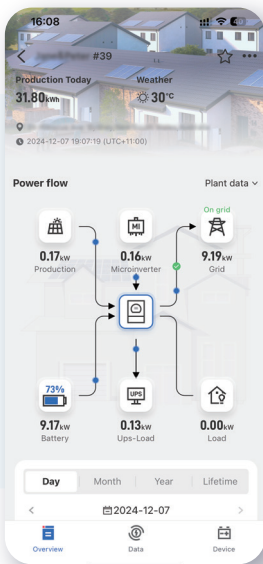 16:08
#39
Production Today
Weather
31.80kWh
30°C
2024-12-07 19:07:19 (UTC+11:00)
Power flow
Plant data
On grid
MI
0.17kW
0.16kW
9.19kW
Production
Microinverter
Grid
73%
UPS
9.17kW
0.13kW
0.00kW
Battery
Ups-Load
Load
Day
Month
Year
Lifetime
2024-12-07
Overview
Data
Device